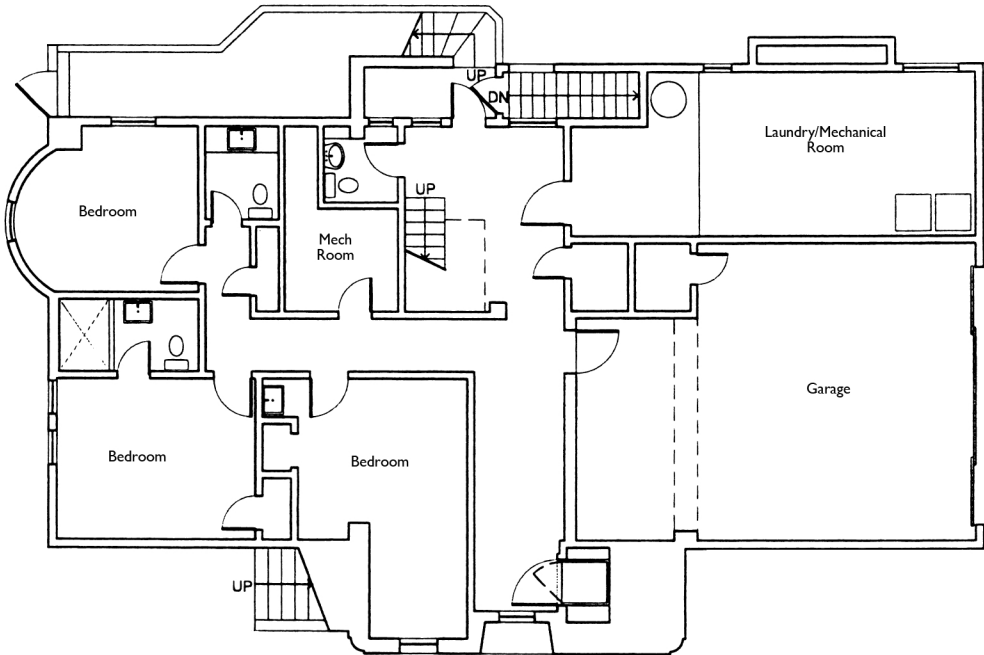 UP
DN
Laundry/Mechanical
Room
UP
Bedroom
Mech
Room
Garage
Bedroom
Bedroom
UP